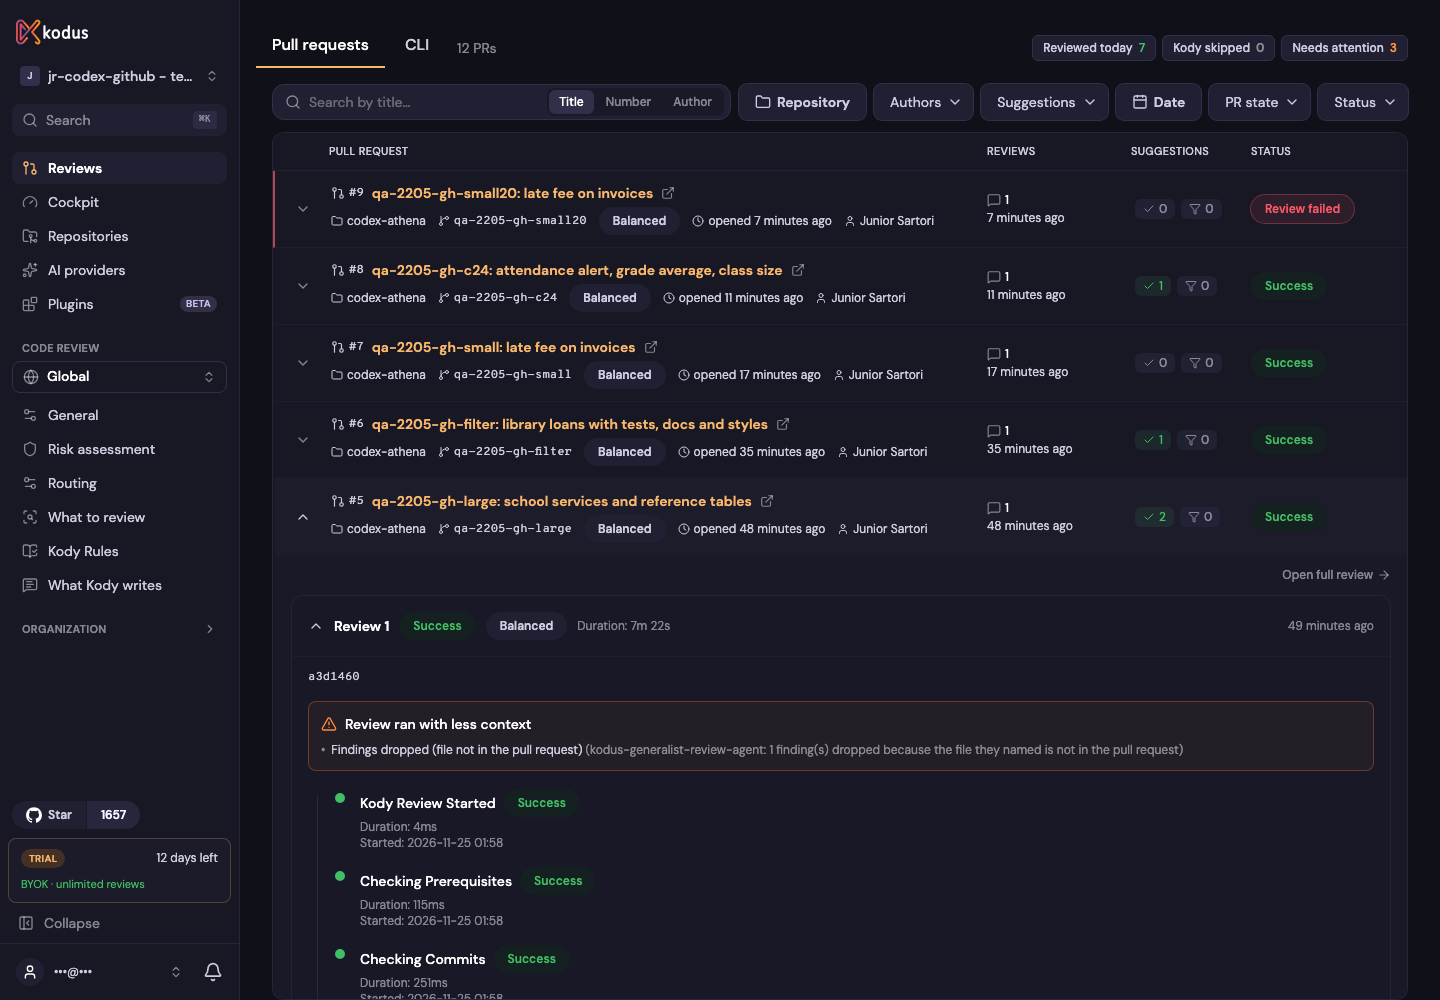 kodus
J jr-codex-github - te...
Search ⌘K
Reviews
Cockpit
Repositories
AI providers
Plugins BETA
CODE REVIEW
Global
General
Risk assessment
Routing
What to review
Kody Rules
What Kody writes
ORGANIZATION
Star 1657
TRIAL 12 days left
BYOK · unlimited reviews
Collapse
•••@•••
Pull requests CLI 12 PRs
Reviewed today 7 Kody skipped 0 Needs attention 3
Search by title... Title Number Author Repository Authors Suggestions Date PR state Status
PULL REQUEST REVIEWS SUGGESTIONS STATUS
#9 qa-2205-gh-small20: late fee on invoices
codex-athena qa-2205-gh-small20 Balanced opened 7 minutes ago Junior Sartori
1
7 minutes ago
0 0 Review failed
#8 qa-2205-gh-c24: attendance alert, grade average, class size
codex-athena qa-2205-gh-c24 Balanced opened 11 minutes ago Junior Sartori
1
11 minutes ago
1 0 Success
#7 qa-2205-gh-small: late fee on invoices
codex-athena qa-2205-gh-small Balanced opened 17 minutes ago Junior Sartori
1
17 minutes ago
0 0 Success
#6 qa-2205-gh-filter: library loans with tests, docs and styles
codex-athena qa-2205-gh-filter Balanced opened 35 minutes ago Junior Sartori
1
35 minutes ago
1 0 Success
#5 qa-2205-gh-large: school services and reference tables
codex-athena qa-2205-gh-large Balanced opened 48 minutes ago Junior Sartori
1
48 minutes ago
2 0 Success
Open full review
Review 1 Success Balanced Duration: 7m 22s 49 minutes ago
a3d1460
Review ran with less context
• Findings dropped (file not in the pull request) (kodus-generalist-review-agent: 1 finding(s) dropped because the file they named is not in the pull request)
Kody Review Started Success
Duration: 4ms
Started: 2026-11-25 01:58
Checking Prerequisites Success
Duration: 115ms
Started: 2026-11-25 01:58
Checking Commits Success
Duration: 251ms
Started: 2026-11-25 01:58